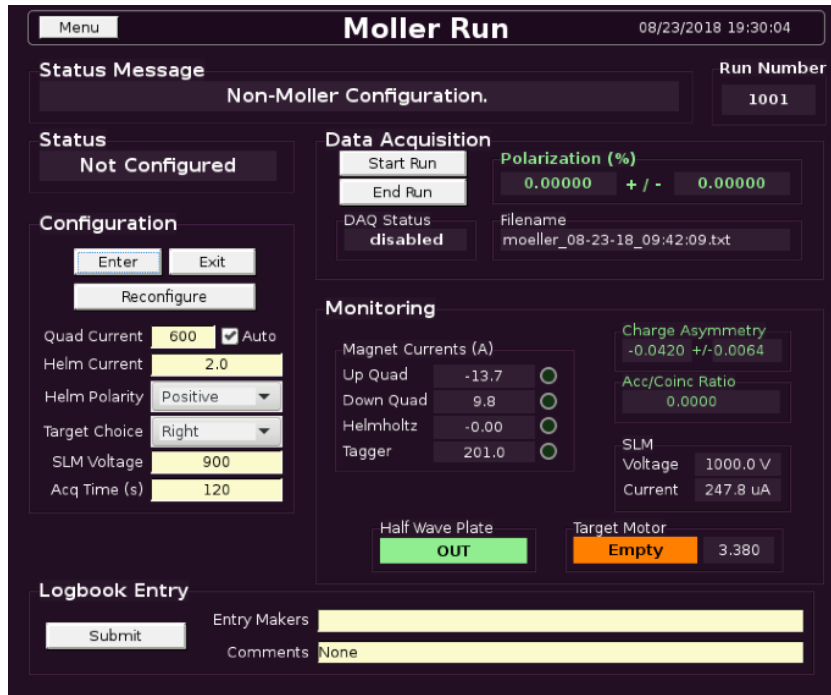 Menu Moller Run 08/23/2018 19:30:04
Status Message
Non-Moller Configuration.
Run Number
1001
Status
Not Configured
Configuration
Enter Exit
Reconfigure
Quad Current 600 Auto
Helm Current 2.0
Helm Polarity Positive
Target Choice Right
SLM Voltage 900
Acq Time (s) 120
Data Acquisition
Start Run
End Run
Polarization (%)
0.00000 + / - 0.00000
DAQ Status
disabled
Filename
moeller_08-23-18_09:42:09.txt
Monitoring
Magnet Currents (A)
Up Quad -13.7
Down Quad 9.8
Helmholtz -0.00
Tagger 201.0
Charge Asymmetry
-0.0420 +/-0.0064
Acc/Coinc Ratio
0.0000
SLM
Voltage 1000.0 V
Current 247.8 uA
Half Wave Plate
OUT
Target Motor
Empty 3.380
Logbook Entry
Submit
Entry Makers
Comments None